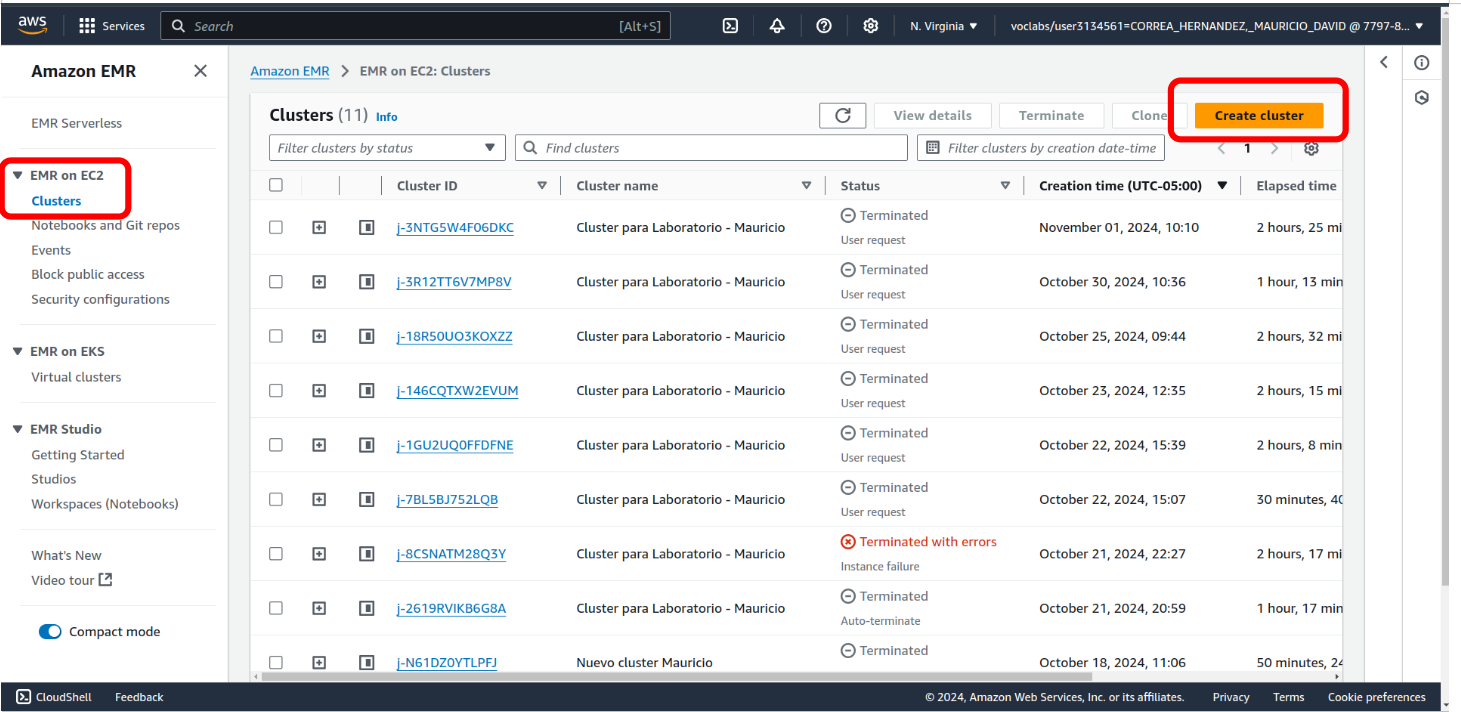 aws Services Search [Alt+S] N. Virginia voclabs/user3134561=CORREA_HERNANDEZ,_MAURICIO_DAVID @ 7797-8...
Amazon EMR
EMR Serverless
EMR on EC2
Clusters
Notebooks and Git repos
Events
Block public access
Security configurations
EMR on EKS
Virtual clusters
EMR Studio
Getting Started
Studios
Workspaces (Notebooks)
What's New
Video tour
Compact mode
Amazon EMR > EMR on EC2: Clusters
Clusters (11) Info View details Terminate Clone Create cluster
Filter clusters by status Find clusters Filter clusters by creation date-time < 1 >
Cluster ID Cluster name Status Creation time (UTC-05:00) Elapsed time
j-3NTG5W4F06DKC Cluster para Laboratorio - Mauricio Terminated November 01, 2024, 10:10 2 hours, 25 mi
User request
j-3R12TT6V7MP8V Cluster para Laboratorio - Mauricio Terminated October 30, 2024, 10:36 1 hour, 13 min
User request
j-18R50UO3KOXZZ Cluster para Laboratorio - Mauricio Terminated October 25, 2024, 09:44 2 hours, 32 mi
User request
j-146CQTXW2EVUM Cluster para Laboratorio - Mauricio Terminated October 23, 2024, 12:35 2 hours, 15 mi
User request
j-1GU2UQ0FFDFNE Cluster para Laboratorio - Mauricio Terminated October 22, 2024, 15:39 2 hours, 8 min
User request
j-7BL5BJ752LQB Cluster para Laboratorio - Mauricio Terminated October 22, 2024, 15:07 30 minutes, 40
User request
j-8CSNATM28Q3Y Cluster para Laboratorio - Mauricio Terminated with errors October 21, 2024, 22:27 2 hours, 17 mi
Instance failure
j-2619RVIKB6G8A Cluster para Laboratorio - Mauricio Terminated October 21, 2024, 20:59 1 hour, 17 min
Auto-terminate
j-N61DZ0YTLPFJ Nuevo cluster Mauricio Terminated October 18, 2024, 11:06 50 minutes, 24
CloudShell Feedback © 2024, Amazon Web Services, Inc. or its affiliates. Privacy Terms Cookie preferences